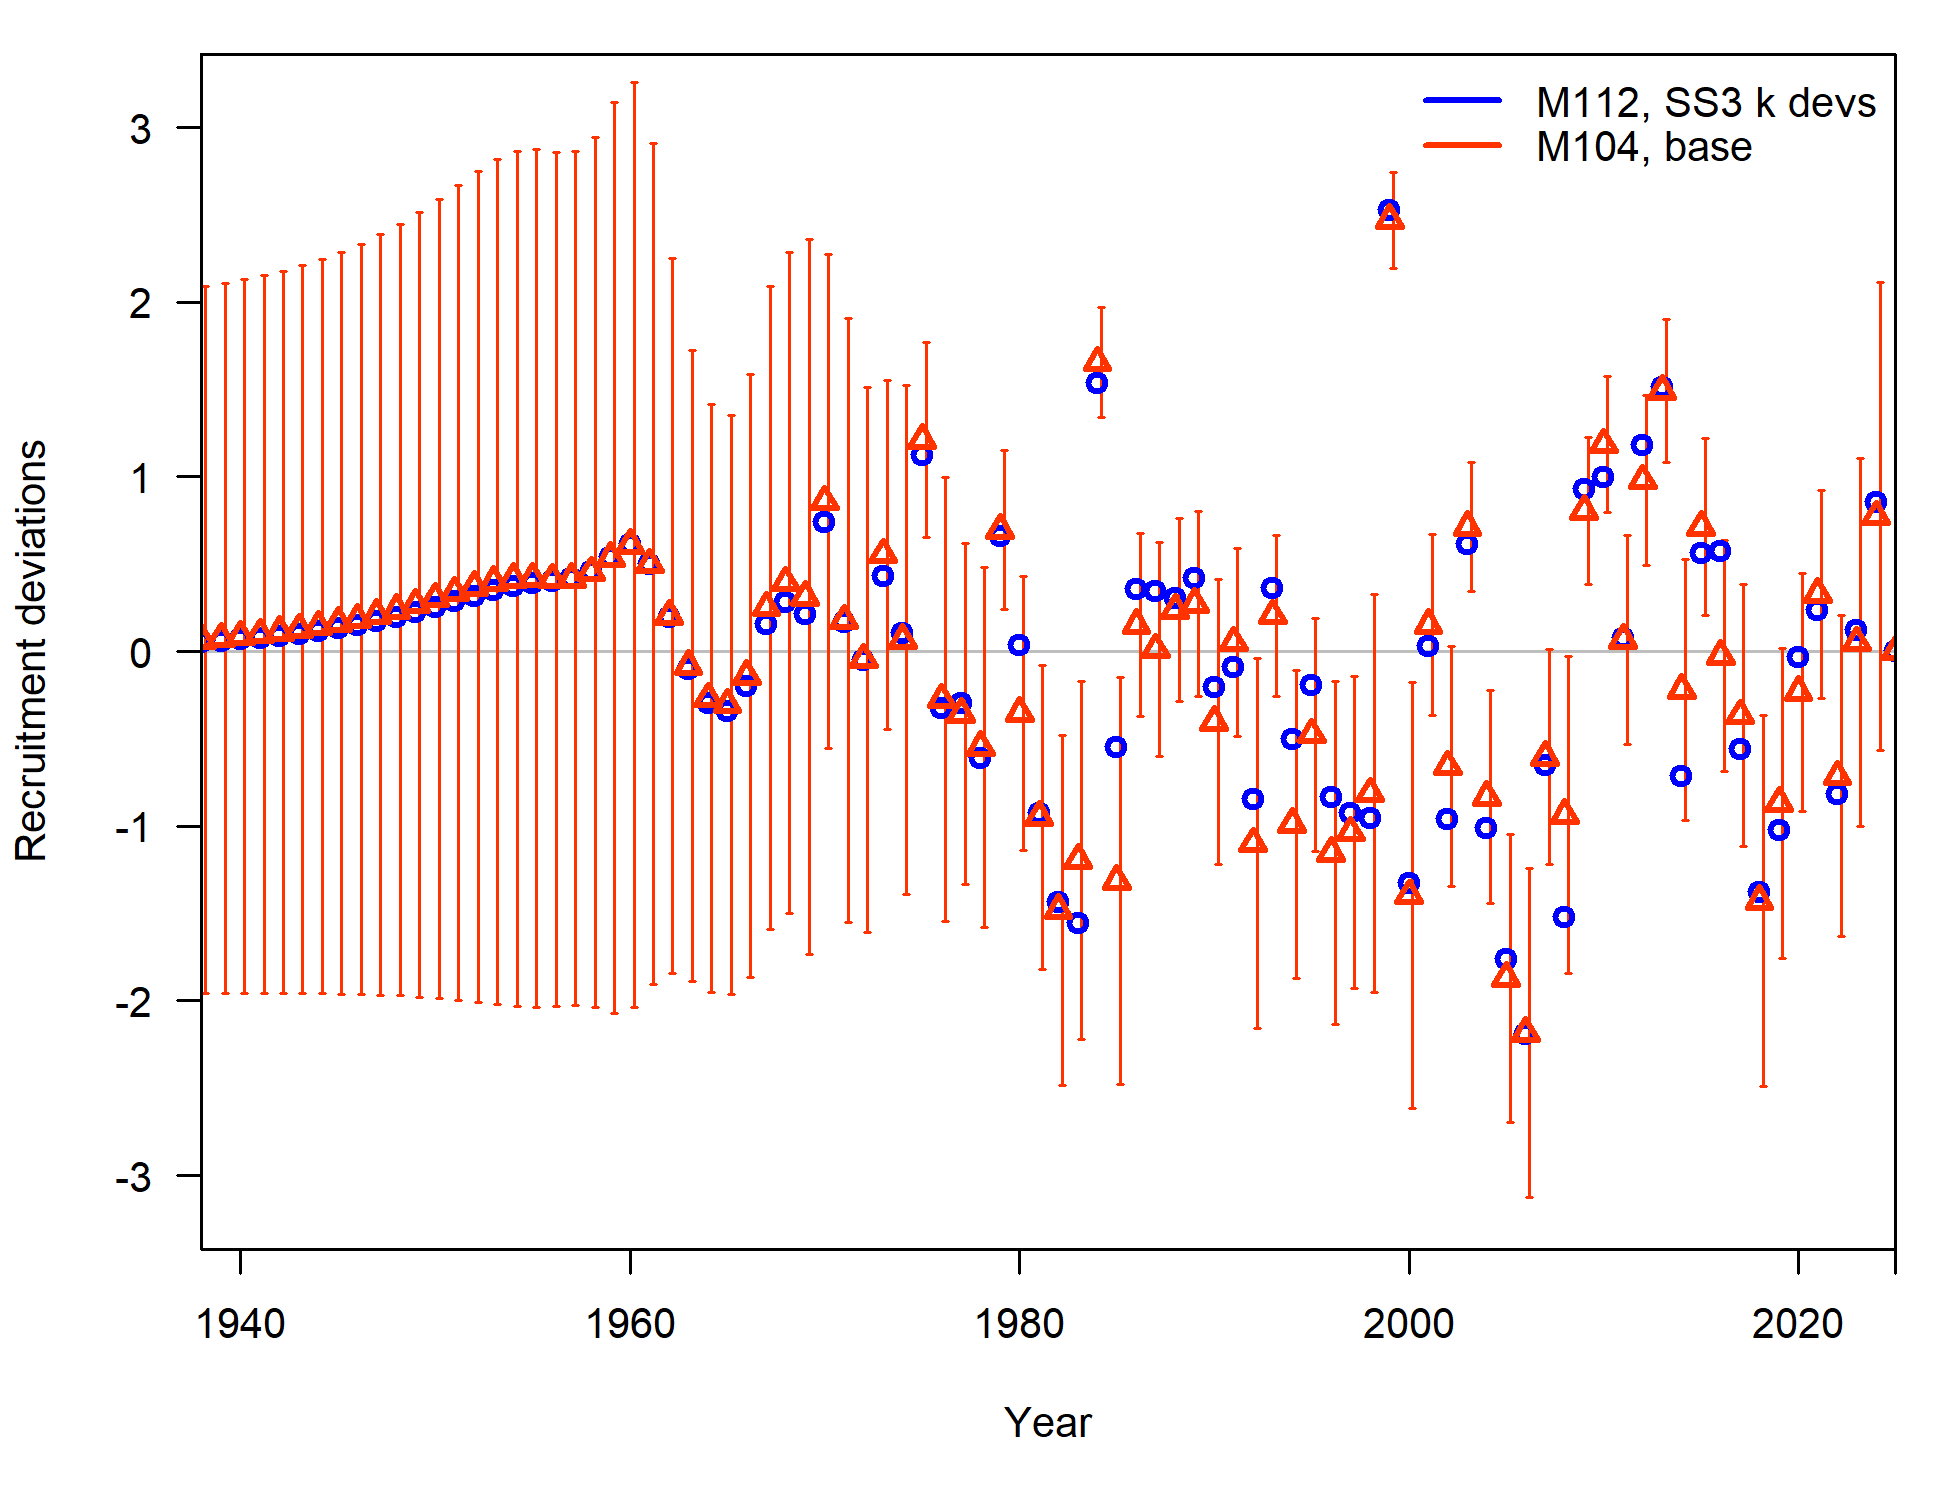 M112, SS3 k devs
M104, base
Recruitment deviations
3
2
1
0
-1
-2
-3
1940 1960 1980 2000 2020
Year